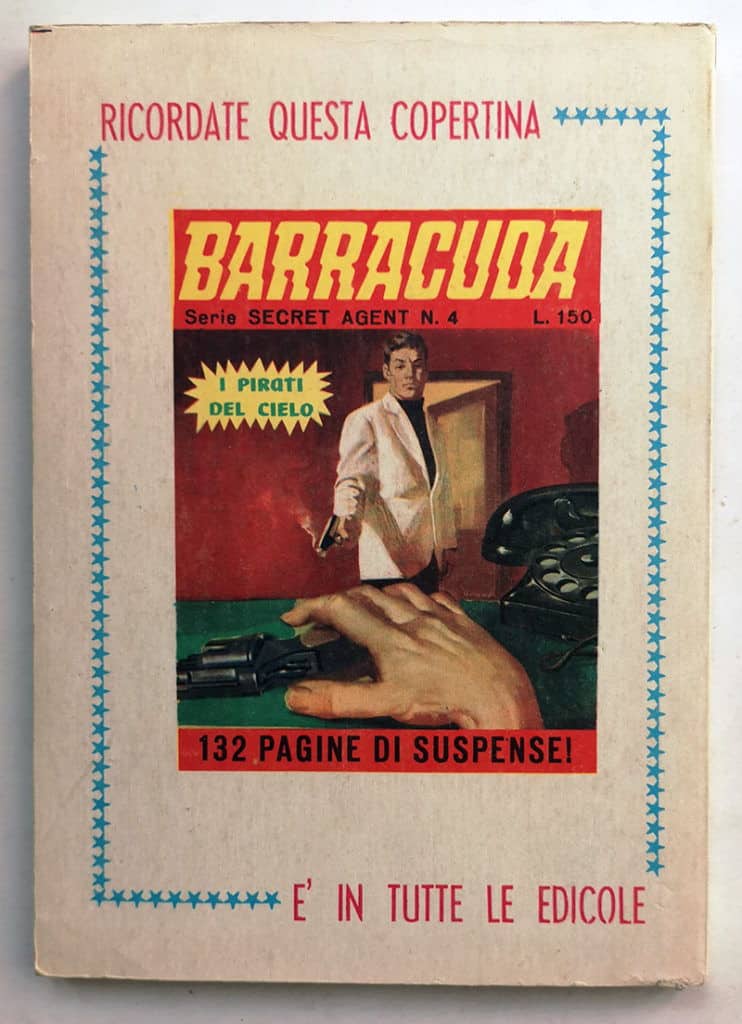 RICORDATE QUESTA COPERTINA
BARRACUDA
Serie SECRET AGENT N. 4 L. 150
I PIRATI
DEL CIELO
132 PAGINE DI SUSPENSE!
E' IN TUTTE LE EDICOLE